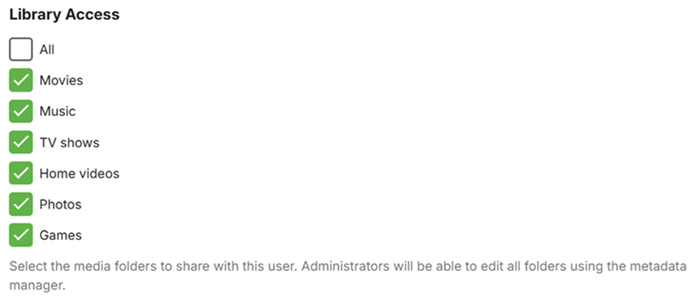 Library Access
All
Movies
Music
TV shows
Home videos
Photos
Games
Select the media folders to share with this user. Administrators will be able to edit all folders using the metadata
manager.